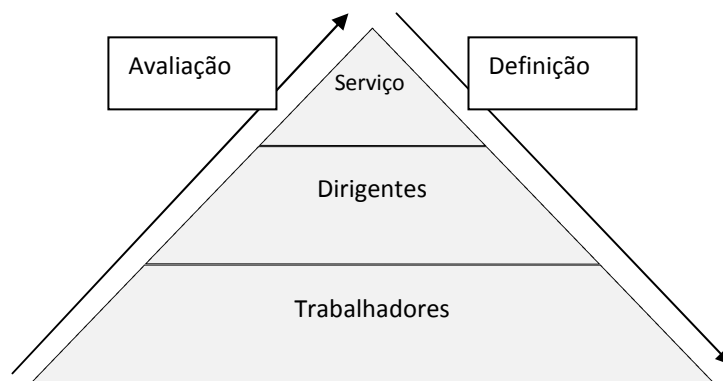 Avaliação
Definição
Serviço
Dirigentes
Trabalhadores